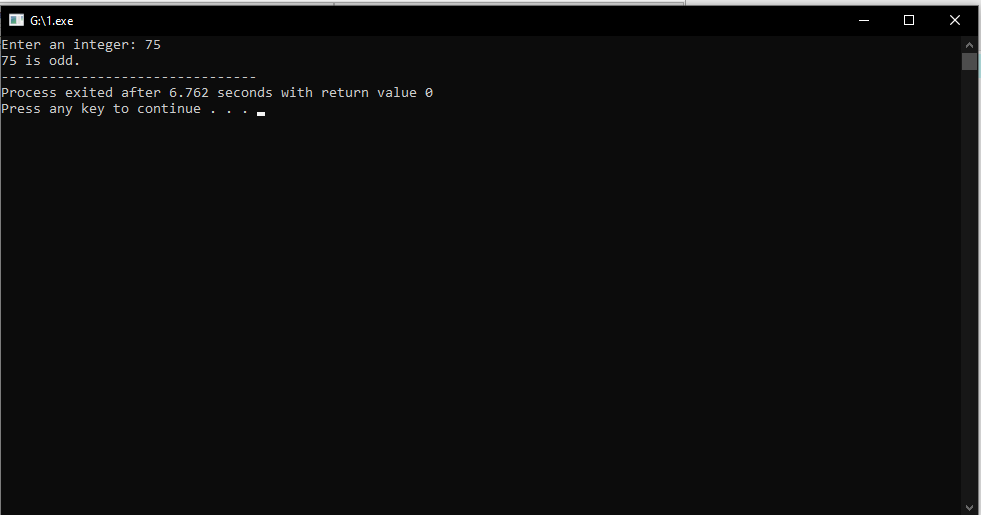 G:\1.exe
Enter an integer: 75
75 is odd.
--------------------------------
Process exited after 6.762 seconds with return value 0
Press any key to continue . . .